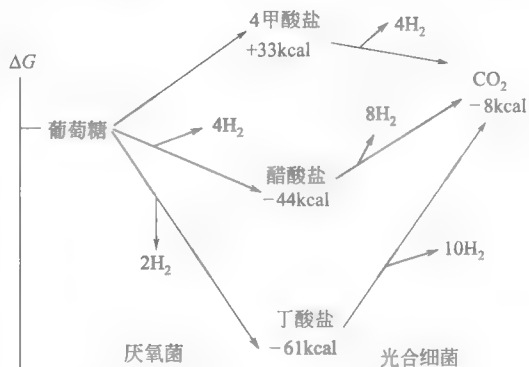 4甲酸盐
4H₂
+33kcal
ΔG
CO₂
−8kcal
葡萄糖
4H₂
8H₂
醋酸盐
−44kcal
2H₂
10H₂
丁酸盐
厌氧菌
−61kcal
光合细菌